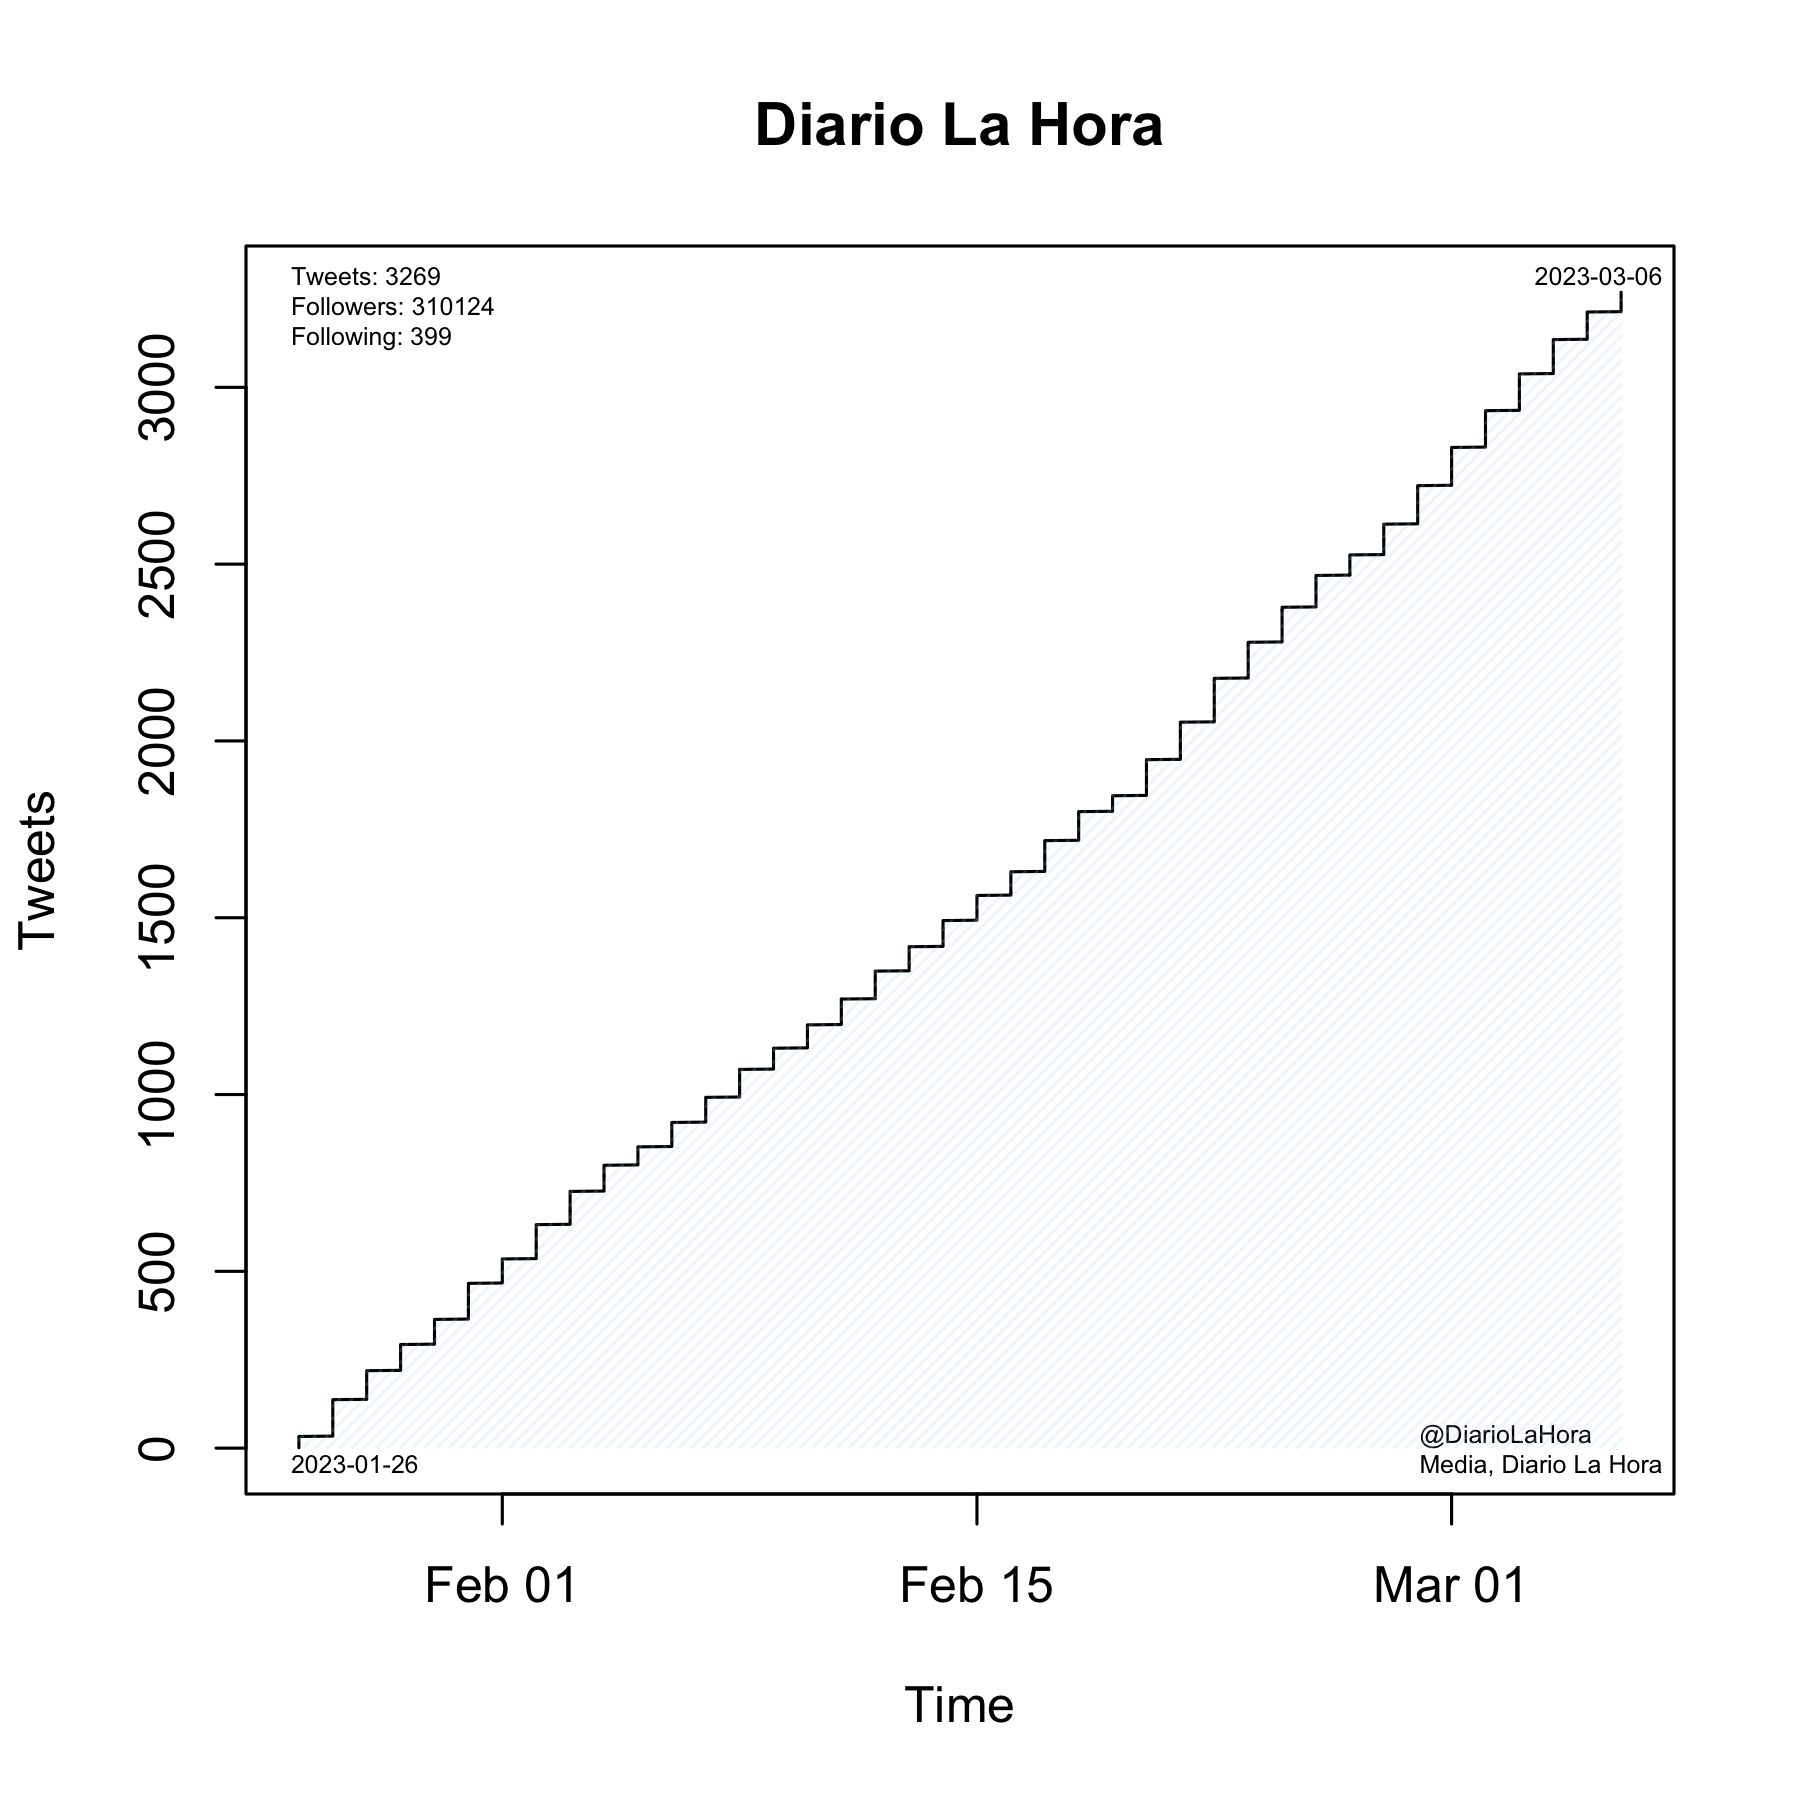 Diario La Hora
Tweets: 3269
Followers: 310124
Following: 399
2023-03-06
Tweets
3000
2500
2000
1500
1000
500
0
2023-01-26
@DiarioLaHora
Media, Diario La Hora
Feb 01
Feb 15
Mar 01
Time